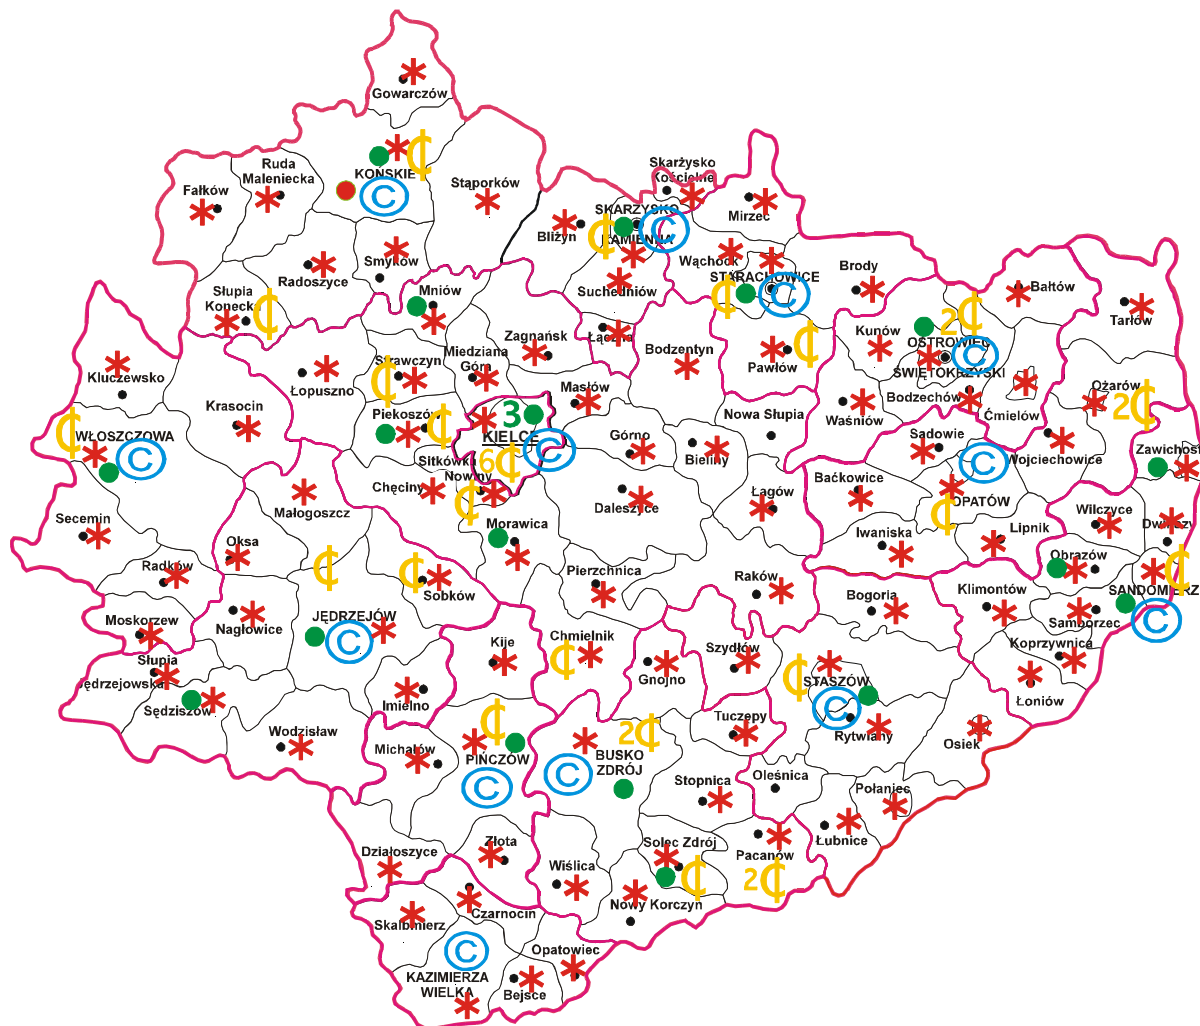 Gowarczów
KOŃSKIE
Ruda
Maleniecka
Fałków
Stąporków
Skarżysko
Kościelne
SKARŻYSKO
KAMIENNA
Bliżyn
Mirzec
Smyków
Radoszyce
Słupia
Konecka
Mniów
Suchedniów
Wąchock
STARACHOWICE
Brody
Bałtów
Tarłów
Zagnańsk
Łączna
Bodzentyn
Pawłów
Kunów
2
OSTROWIEC
ŚWIĘTOKRZYSKI
Bodzechów
Ćmielów
Ożarów
2
Kluczewsko
Łopuszno
Strawczyn
Miedziana
Góra
Masłów
Krasocin
Piekoszów
3
KIELCE
6
Nowa Słupia
Waśniów
Sadowie
Wojciechowice
Zawichost
WŁOSZCZOWA
Sitkówka
Nowiny
Górno
Bieliny
Chęciny
Daleszyce
Łagów
Baćkowice
OPATÓW
Małogoszcz
Secemin
Morawica
Iwaniska
Lipnik
Wilczyce
Dwikozy
Oksa
Radków
Obrazów
Sobków
Pierzchnica
Raków
Bogoria
Klimontów
SANDOMIERZ
Samborzec
Moskorzew
Nagłowice
JĘDRZEJÓW
Kije
Chmielnik
Szydłów
Koprzywnica
Słupia
Jędrzejowska
Sędziszów
Imielno
Gnojno
STASZÓW
Łoniów
Wodzisław
Michałów
PIŃCZÓW
2
BUSKO
ZDRÓJ
Tuczępy
Rytwiany
Osiek
Stopnica
Oleśnica
Połaniec
Złota
Działoszyce
Solec Zdrój
Pacanów
2
Łubnice
Wiślica
Nowy Korczyn
Skalbmierz
Czarnocin
KAZIMIERZA
WIELKA
Opatowiec
Bejsce